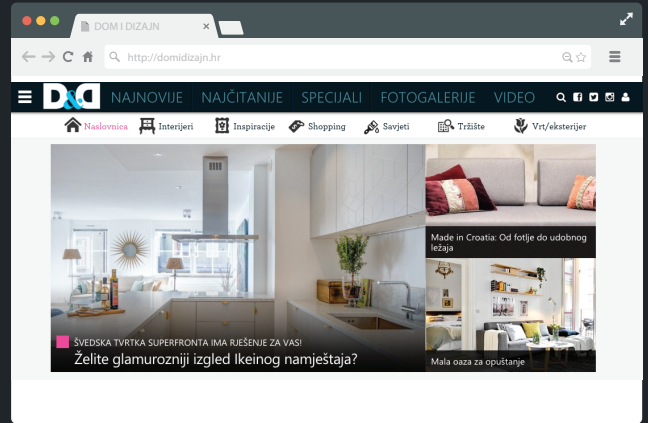 DOM I DIZAJN
http://domidizajn.hr
D&D NAJNOVIJE NAJČITANIJE SPECIJALI FOTOGALERIJE VIDEO
Naslovnica Interijeri Inspiracije Shopping Savjeti Tržište Vrt/eksterijer
Made in Croatia: Od fotlje do udobnog
ležaja
ŠVEDSKA TVRTKA SUPERFRONTA IMA RJEŠENJE ZA VAS!
Želite glamurozniji izgled Ikeinog namještaja?
Mala oaza za opuštanje